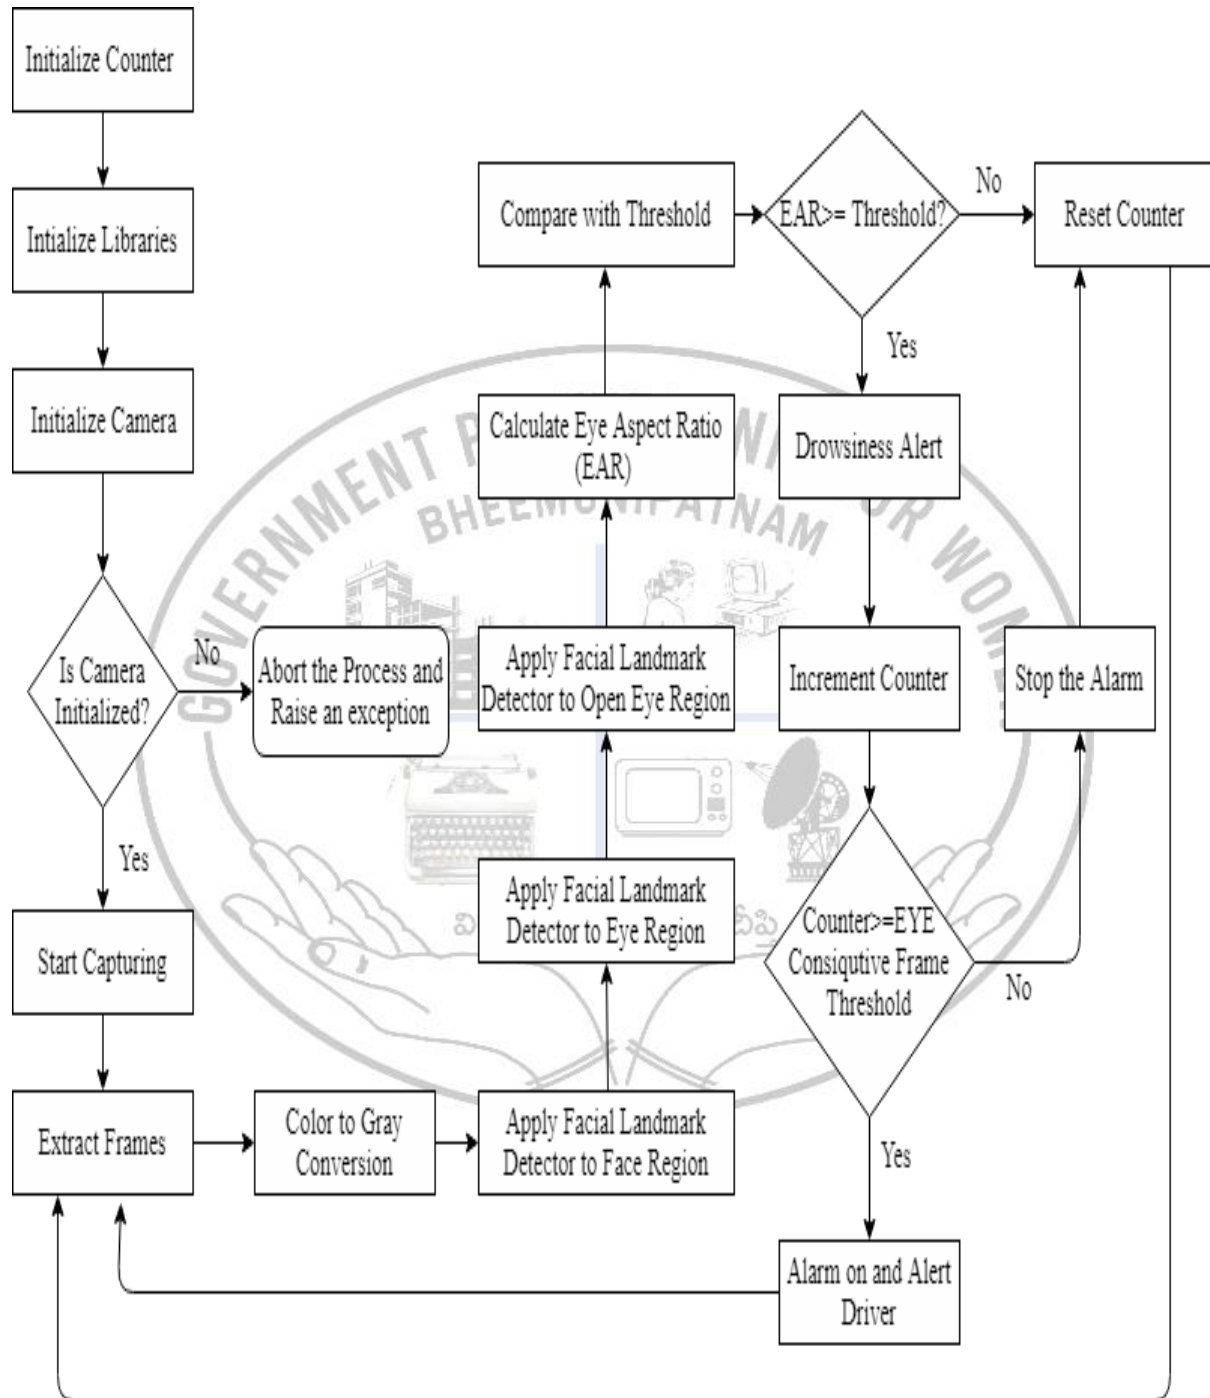 Initialize Counter
Intialize Libraries
Initialize Camera
Is Camera
Initialized?
No
Abort the Process and
Raise an exception
Yes
Start Capturing
Extract Frames
Color to Gray
Conversion
Apply Facial Landmark
Detector to Face Region
Apply Facial Landmark
Detector to Eye Region
Apply Facial Landmark
Detector to Open Eye Region
Calculate Eye Aspect Ratio
(EAR)
Compare with Threshold
EAR>= Threshold?
No
Reset Counter
Yes
Drowsiness Alert
Increment Counter
Counter>=EYE
Consiqutive Frame
Threshold
No
Stop the Alarm
Yes
Alarm on and Alert
Driver
GOVERNMENT
BHEEMUNIPATNAM